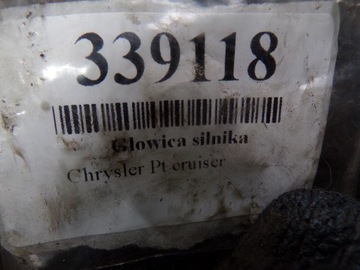 339118
Głowica silnika
Chrysler Pt cruiser